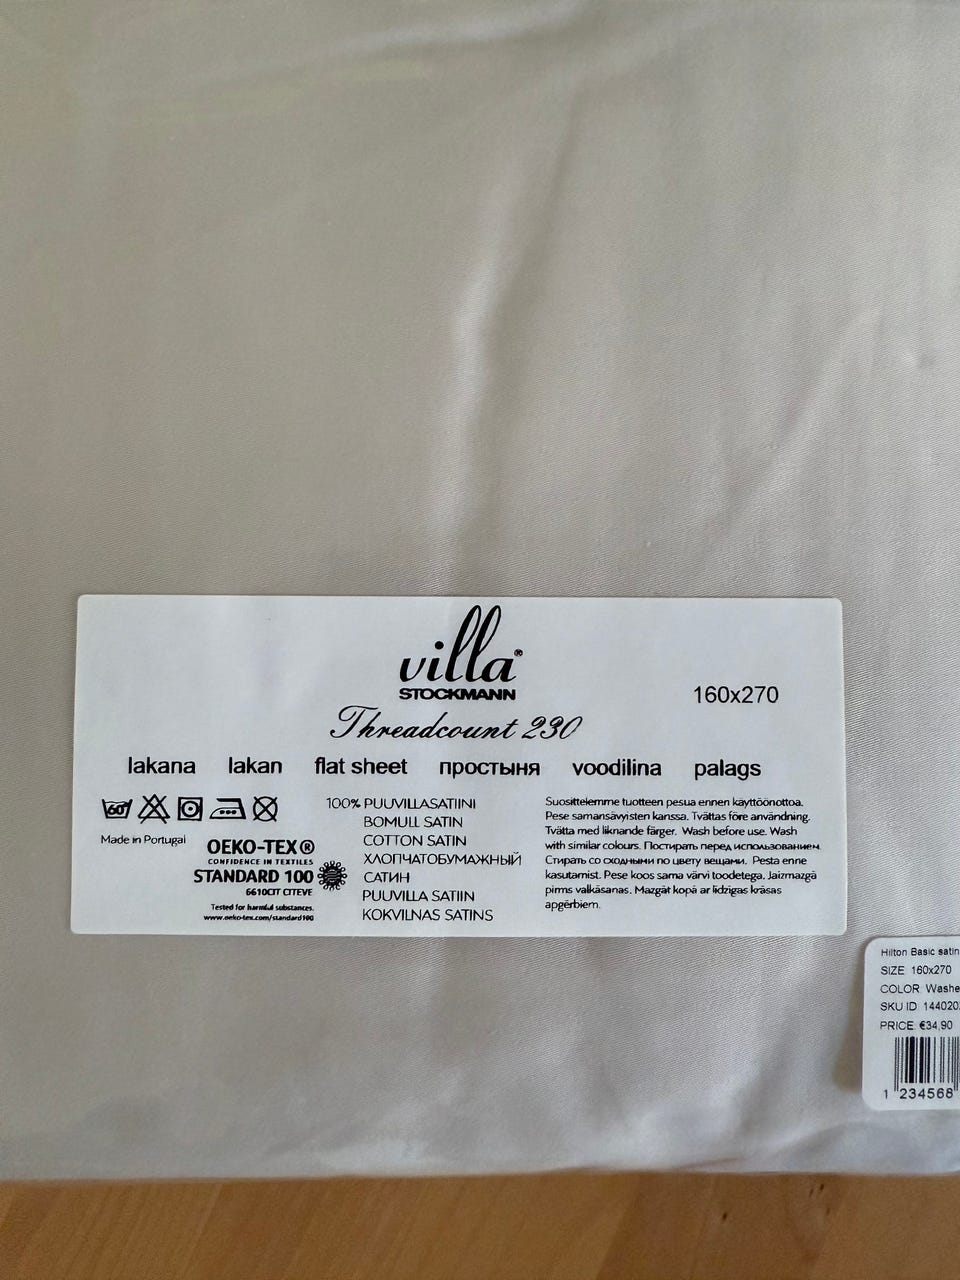 villa®
STOCKMANN
160x270
Threadcount 230
lakana lakan flat sheet простыня voodilina palags
60
Made in Portugal
OEKO-TEX®
CONFIDENCE IN TEXTILES
STANDARD 100
6610CIT CITEVE
Tested for harmful substances.
www.oeko-tex.com/standard100
100% PUUVILLASATIINI
BOMULL SATIN
COTTON SATIN
ХЛОПЧАТОБУМАЖНЫЙ
САТИН
PUUVILLA SATIIN
KOKVILNAS SATINS
Suosittelemme tuotteen pesua ennen käyttöönottoa.
Pese samansävyisten kanssa. Tvättas före användning.
Tvätta med liknande färger. Wash before use. Wash
with similar colours. Постирать перед использованием.
Стирать со сходными по цвету вещами. Pesta enne
kasutamist. Pese koos sama värvi toodetega. Jaizmazgā
pirms valkāšanas. Mazgāt kopā ar līdzīgas krāsas
apģērbiem.
Hilton Basic satin
SIZE 160x270
COLOR Washe
SKU ID 144020
PRICE €34,90
1 234568